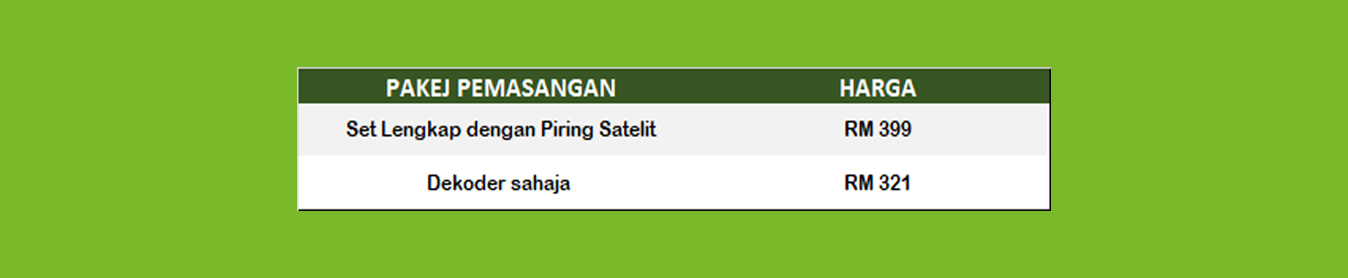 PAKEJ PEMASANGAN HARGA
Set Lengkap dengan Piring Satelit RM 399
Dekoder sahaja RM 321